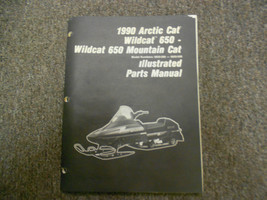 1990 Arctic Cat
Wildcat 650 -
Wildcat 650 Mountain Cat
Illustrated
Parts Manual